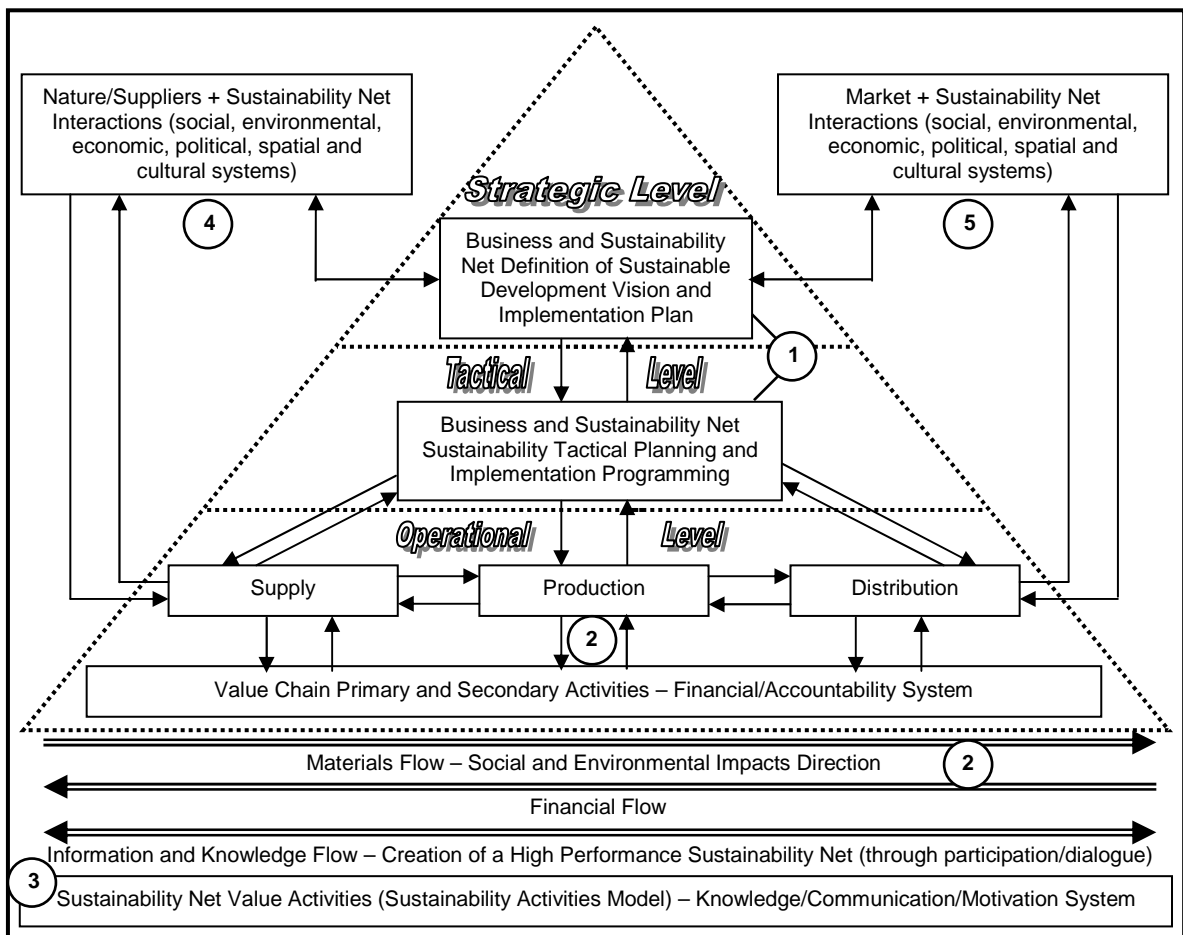 Nature/Suppliers + Sustainability Net
Interactions (social, environmental,
economic, political, spatial and
cultural systems)
Market + Sustainability Net
Interactions (social, environmental,
economic, political, spatial and
cultural systems)
4
5
Strategic Level
Business and Sustainability
Net Definition of Sustainable
Development Vision and
Implementation Plan
1
Tactical Level
Business and Sustainability Net
Sustainability Tactical Planning and
Implementation Programming
Operational Level
Supply
Production
Distribution
2
Value Chain Primary and Secondary Activities – Financial/Accountability System
Materials Flow – Social and Environmental Impacts Direction
2
Financial Flow
Information and Knowledge Flow – Creation of a High Performance Sustainability Net (through participation/dialogue)
3
Sustainability Net Value Activities (Sustainability Activities Model) – Knowledge/Communication/Motivation System